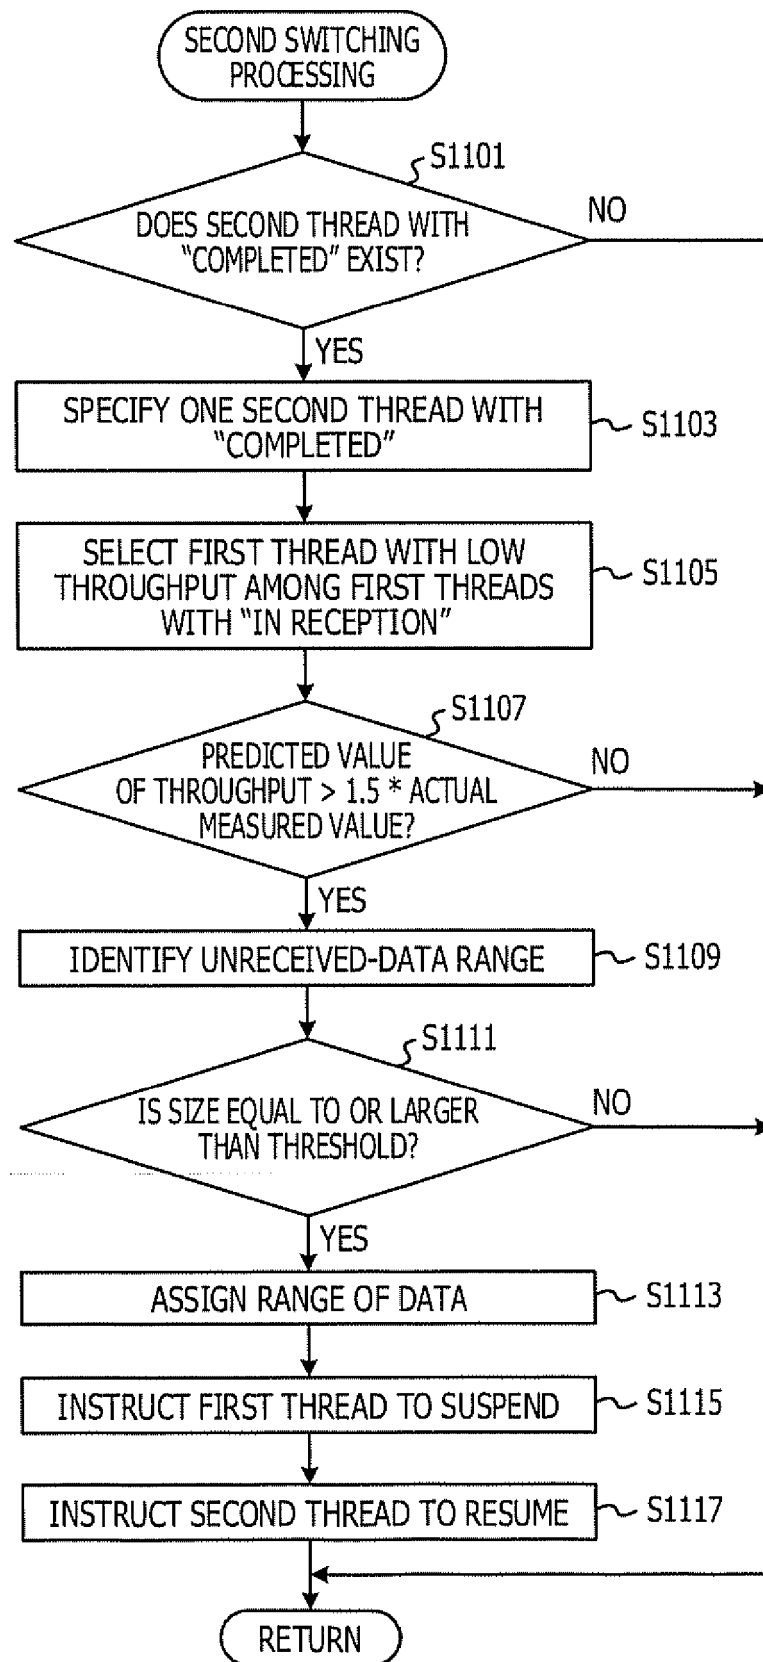 SECOND SWITCHING
PROCESSING
S1101
DOES SECOND THREAD WITH
“COMPLETED” EXIST?
NO
YES
SPECIFY ONE SECOND THREAD WITH
“COMPLETED”
S1103
SELECT FIRST THREAD WITH LOW
THROUGHPUT AMONG FIRST THREADS
WITH “IN RECEPTION”
S1105
S1107
PREDICTED VALUE
OF THROUGHPUT > 1.5 * ACTUAL
MEASURED VALUE?
NO
YES
IDENTIFY UNRECEIVED-DATA RANGE
S1109
S1111
IS SIZE EQUAL TO OR LARGER
THAN THRESHOLD?
NO
YES
ASSIGN RANGE OF DATA
S1113
INSTRUCT FIRST THREAD TO SUSPEND
S1115
INSTRUCT SECOND THREAD TO RESUME
S1117
RETURN